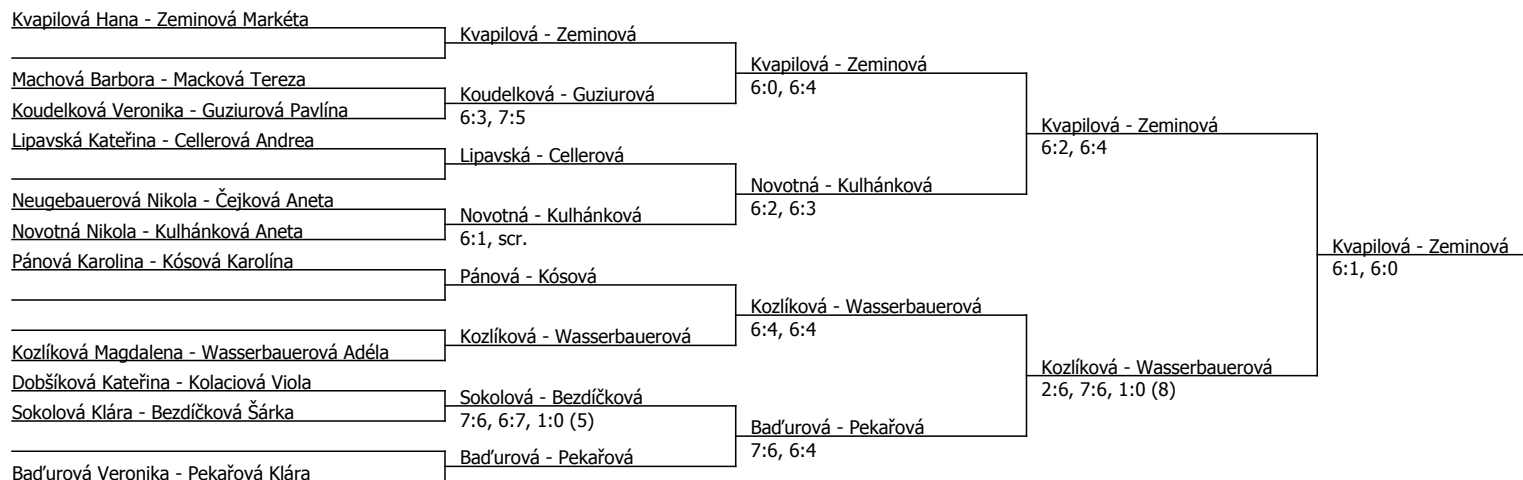 Kvapilová Hana - Zeminová Markéta
Machová Barbora - Macková Tereza
Koudelková Veronika - Guziurová Pavlína
Lipavská Kateřina - Cellerová Andrea
Neugebauerová Nikola - Čejková Aneta
Novotná Nikola - Kulhánková Aneta
Pánová Karolina - Kósová Karolína
Kozlíková Magdalena - Wasserbauerová Adéla
Dobšíková Kateřina - Kolaciová Viola
Sokolová Klára - Bezdíčková Šárka
Baďurová Veronika - Pekařová Klára
Kvapilová - Zeminová
Koudelková - Guziurová
6:3, 7:5
Lipavská - Cellerová
Novotná - Kulhánková
6:1, scr.
Pánová - Kósová
Kozlíková - Wasserbauerová
Sokolová - Bezdíčková
7:6, 6:7, 1:0 (5)
Baďurová - Pekařová
Kvapilová - Zeminová
6:0, 6:4
Novotná - Kulhánková
6:2, 6:3
Kozlíková - Wasserbauerová
6:4, 6:4
Baďurová - Pekařová
7:6, 6:4
Kvapilová - Zeminová
6:2, 6:4
Kozlíková - Wasserbauerová
2:6, 7:6, 1:0 (8)
Kvapilová - Zeminová
6:1, 6:0